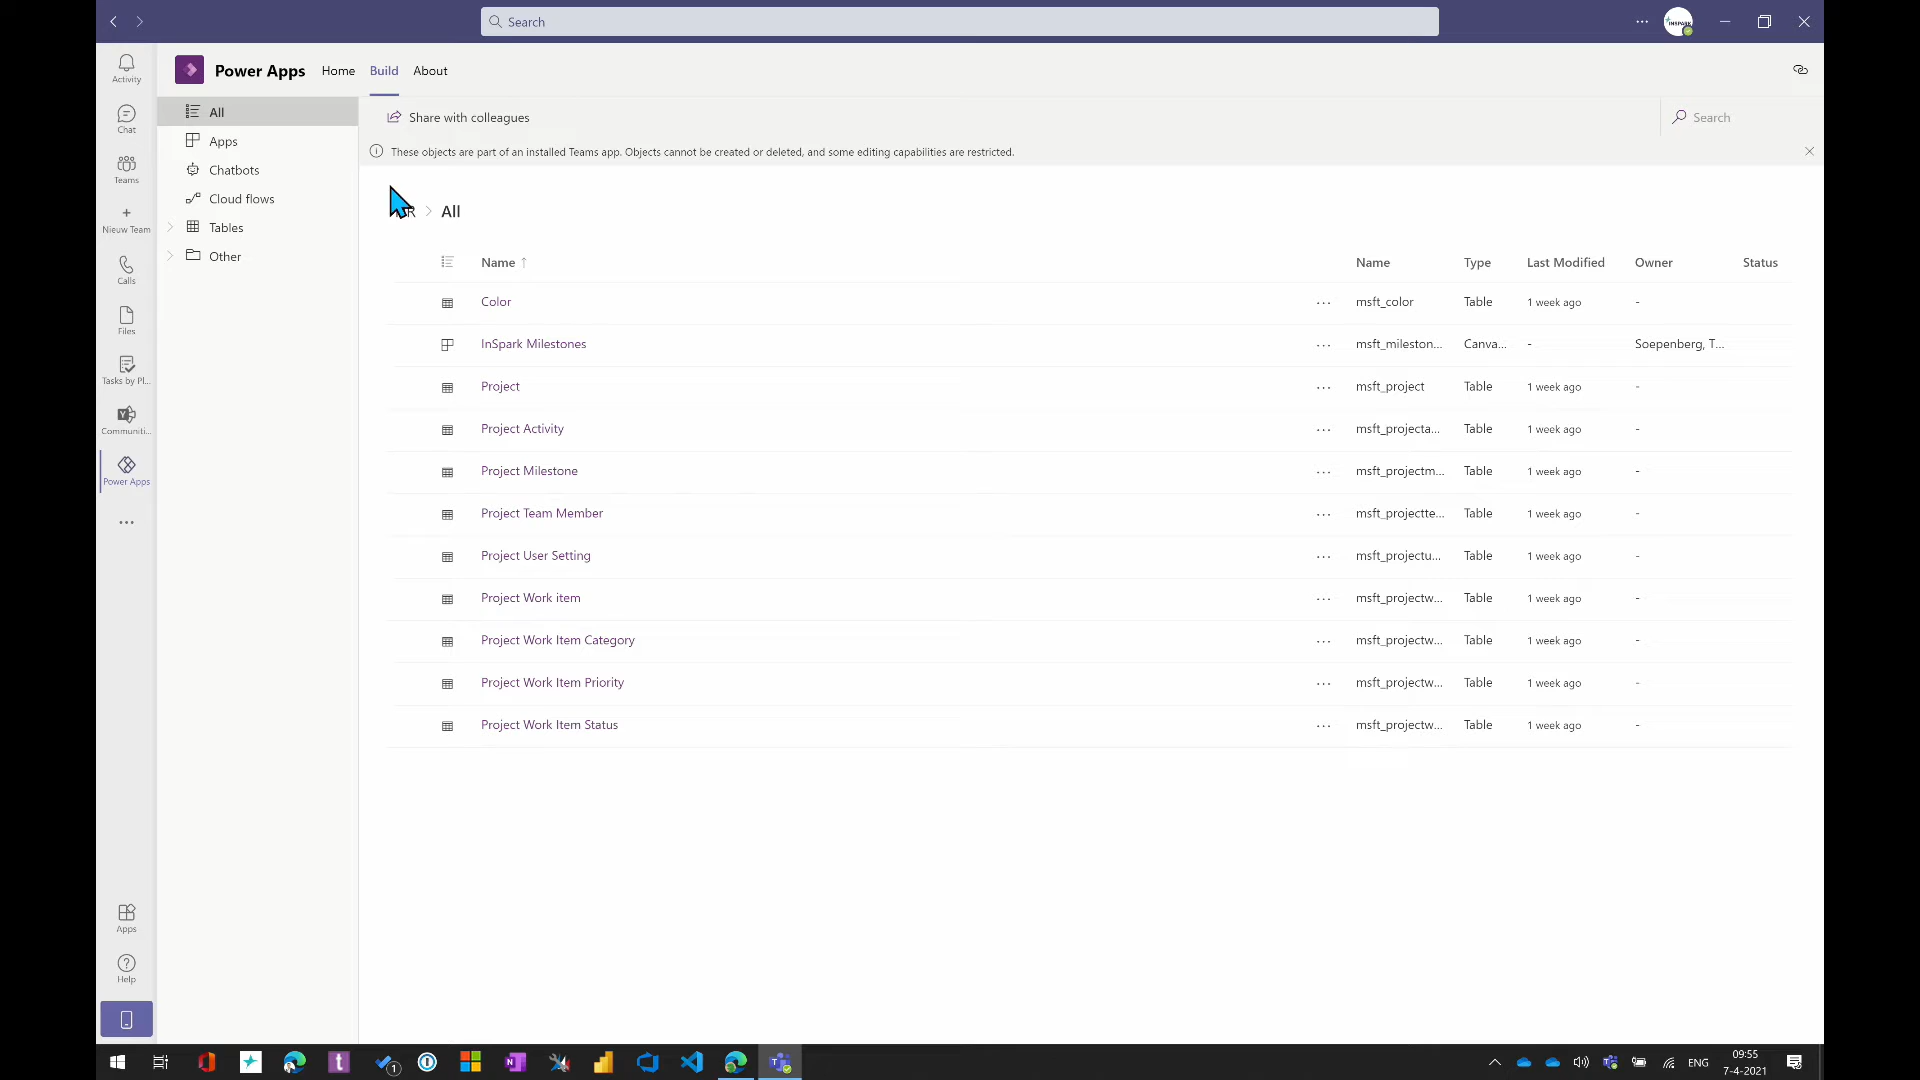 Search
INSPARK
Activity
Chat
Teams
Nieuw Team
Calls
Files
Tasks by Pl...
Communiti...
Power Apps
Apps
Help
Power Apps Home Build About
All
Apps
Chatbots
Cloud flows
Tables
Other
Share with colleagues
Search
These objects are part of an installed Teams app. Objects cannot be created or deleted, and some editing capabilities are restricted.
> All
Name ↑ Name Type Last Modified Owner Status
Color ... msft_color Table 1 week ago -
InSpark Milestones ... msft_mileston... Canva... - Soepenberg, T...
Project ... msft_project Table 1 week ago -
Project Activity ... msft_projecta... Table 1 week ago -
Project Milestone ... msft_projectm... Table 1 week ago -
Project Team Member ... msft_projectte... Table 1 week ago -
Project User Setting ... msft_projectu... Table 1 week ago -
Project Work item ... msft_projectw... Table 1 week ago -
Project Work Item Category ... msft_projectw... Table 1 week ago -
Project Work Item Priority ... msft_projectw... Table 1 week ago -
Project Work Item Status ... msft_projectw... Table 1 week ago -
1
ENG
09:55
7-4-2021